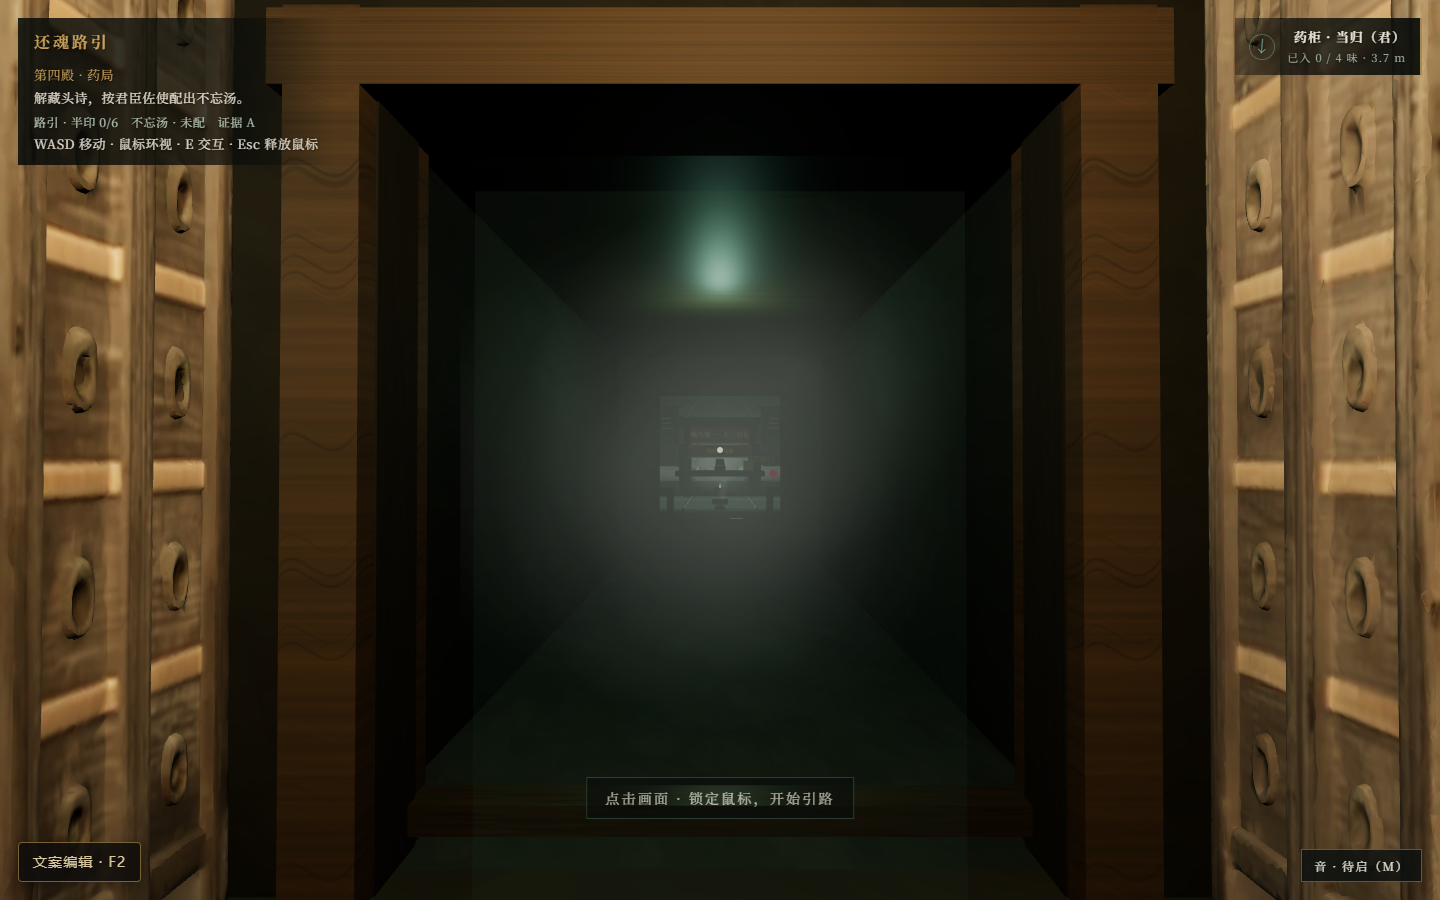 还魂路引
第四殿 · 药局
解藏头诗，按君臣佐使配出不忘汤。
路引 · 半印 0/6 不忘汤 · 未配 证据 A
WASD 移动 · 鼠标环视 · E 交互 · Esc 释放鼠标
药柜 · 当归（君）
已入 0 / 4 味 · 3.7 m
点击画面 · 锁定鼠标，开始引路
文案编辑 · F2
音 · 待启（M）